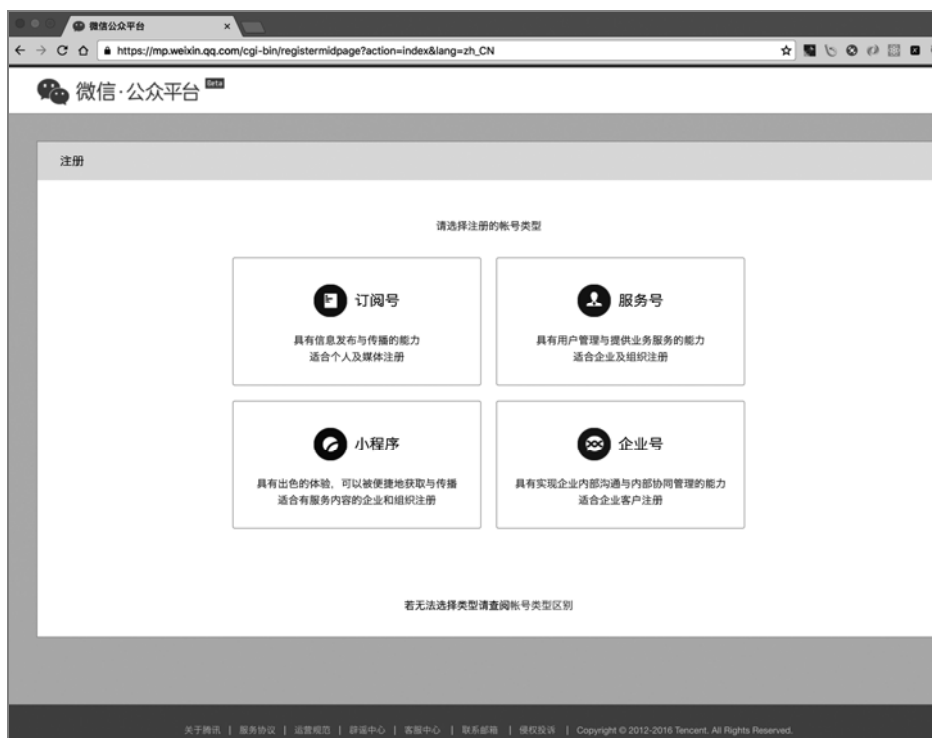 微信公众平台
https://mp.weixin.qq.com/cgi-bin/registermidpage?action=index&lang=zh_CN
微信·公众平台 Beta
注册
请选择注册的帐号类型
订阅号
具有信息发布与传播的能力
适合个人及媒体注册
服务号
具有用户管理与提供业务服务的能力
适合企业及组织注册
小程序
具有出色的体验，可以被便捷地获取与传播
适合有服务内容的企业和组织注册
企业号
具有实现企业内部沟通与内部协同管理的能力
适合企业客户注册
若无法选择类型请查阅帐号类型区别
关于腾讯 | 服务协议 | 运营规范 | 辟谣中心 | 客服中心 | 联系邮箱 | 侵权投诉 | Copyright © 2012-2016 Tencent. All Rights Reserved.